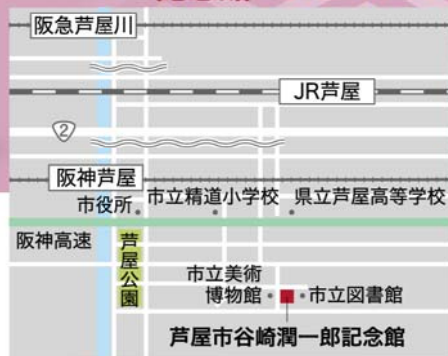 阪急芦屋川
JR芦屋
2
阪神芦屋
市役所
市立精道小学校
県立芦屋高等学校
阪神高速
芦屋公園
市立美術
博物館
市立図書館
芦屋市谷崎潤一郎記念館